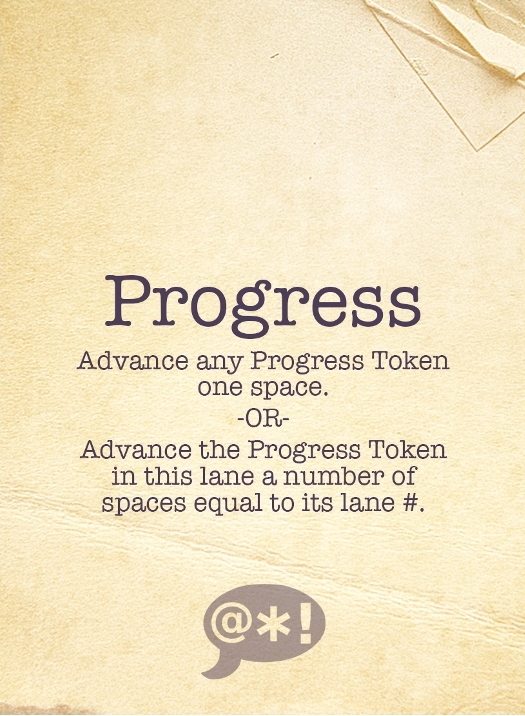 Progress
Advance any Progress Token
one space.
-OR-
Advance the Progress Token
in this lane a number of
spaces equal to its lane #.
@*!